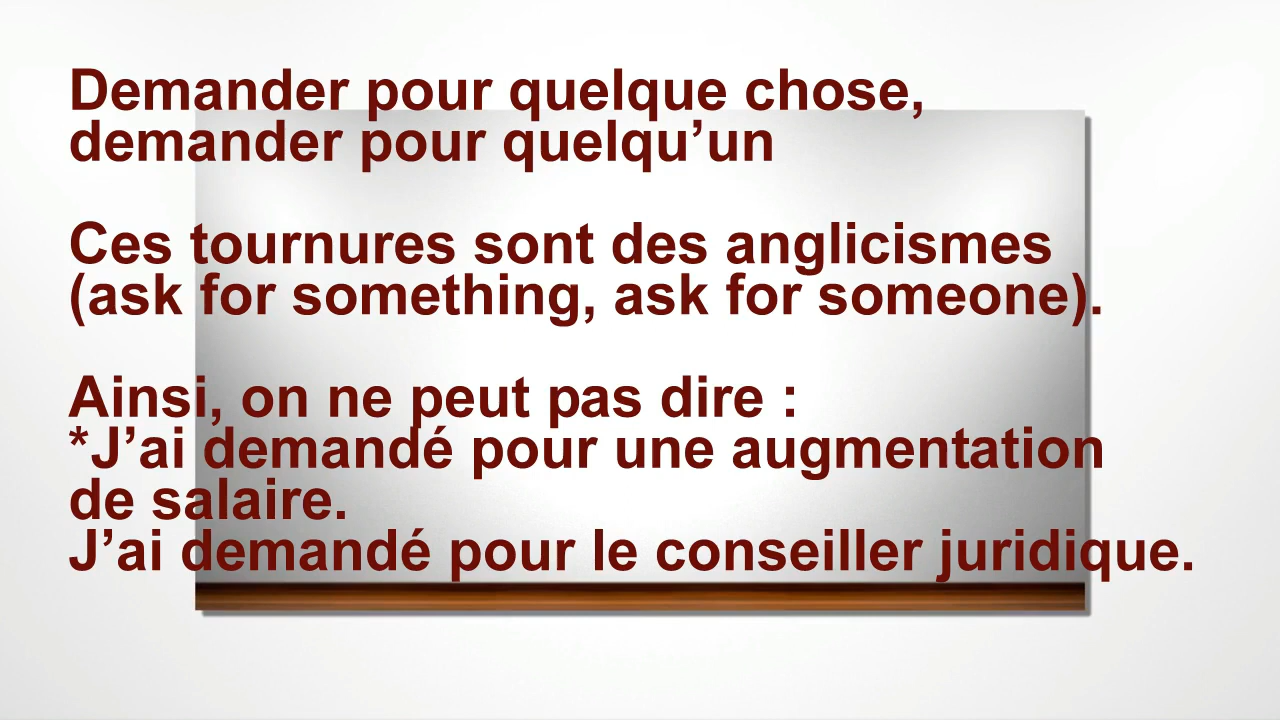 Demander pour quelque chose,
demander pour quelqu’un
Ces tournures sont des anglicismes
(ask for something, ask for someone).
Ainsi, on ne peut pas dire :
*J’ai demandé pour une augmentation
de salaire.
J’ai demandé pour le conseiller juridique.